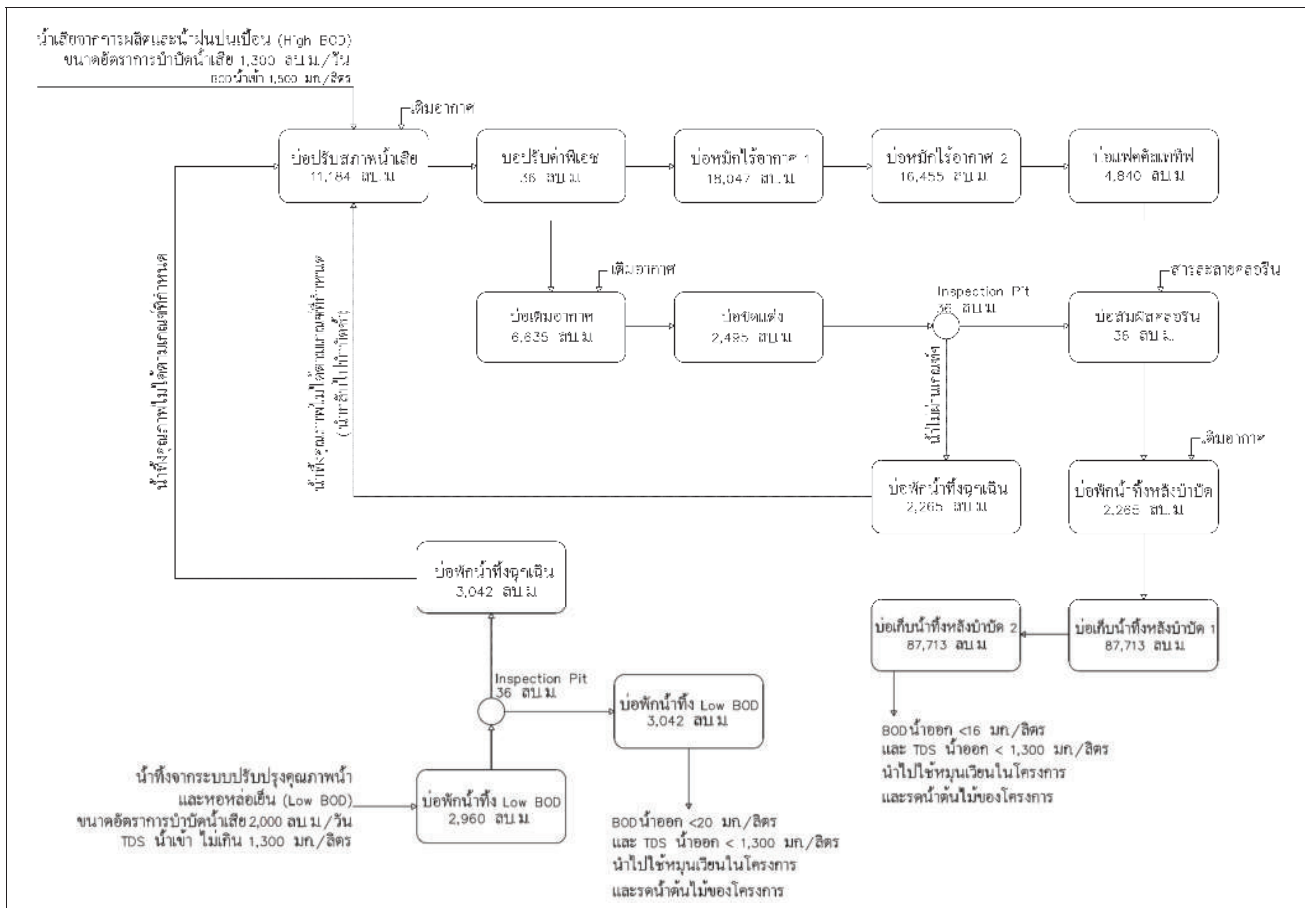 น้ำเสียจากการผลิตและน้ำฝนปนเปื้อน (High BOD)
ขนาดอัตราการบำบัดน้ำเสีย 1,300 ลบ.ม./วัน
BOD น้ำเข้า 1,500 มก./ลิตร
เติมอากาศ
บ่อปรับสภาพน้ำเสีย
11,184 ลบ.ม.
บ่อปรับค่าพีเอช
36 ลบ.ม.
บ่อหมักไร้อากาศ 1
18,047 ลบ.ม.
บ่อหมักไร้อากาศ 2
16,455 ลบ.ม.
บ่อแฟคคัลเททีฟ
4,840 ลบ.ม.
น้ำทิ้งคุณภาพไม่ได้ตามเกณฑ์ที่กำหนด
น้ำทิ้งคุณภาพไม่ได้ตามเกณฑ์ที่กำหนด
(นำกลับไปบำบัดซ้ำ)
เติมอากาศ
บ่อเติมอากาศ
6,635 ลบ.ม.
บ่อขัดแต่ง
2,495 ลบ.ม.
Inspection Pit
36 ลบ.ม.
สารละลายคลอรีน
บ่อสัมผัสคลอรีน
36 ลบ.ม.
น้ำไม่ผ่านเกณฑ์ฯ
เติมอากาศ
บ่อพักน้ำทิ้งฉุกเฉิน
2,265 ลบ.ม.
บ่อพักน้ำทิ้งหลังบำบัด
2,265 ลบ.ม.
บ่อพักน้ำทิ้งฉุกเฉิน
3,042 ลบ.ม.
บ่อเก็บน้ำทิ้งหลังบำบัด 2
87,713 ลบ.ม.
บ่อเก็บน้ำทิ้งหลังบำบัด 1
87,713 ลบ.ม.
Inspection Pit
36 ลบ.ม.
บ่อพักน้ำทิ้ง Low BOD
3,042 ลบ.ม.
BOD น้ำออก <16 มก./ลิตร
และ TDS น้ำออก < 1,300 มก./ลิตร
นำไปใช้หมุนเวียนในโครงการ
และรดน้ำต้นไม้ของโครงการ
น้ำทิ้งจากระบบปรับปรุงคุณภาพน้ำ
และหอหล่อเย็น (Low BOD)
ขนาดอัตราการบำบัดน้ำเสีย 2,000 ลบ.ม./วัน
TDS น้ำเข้า ไม่เกิน 1,300 มก./ลิตร
บ่อพักน้ำทิ้ง Low BOD
2,960 ลบ.ม.
BOD น้ำออก <20 มก./ลิตร
และ TDS น้ำออก < 1,300 มก./ลิตร
นำไปใช้หมุนเวียนในโครงการ
และรดน้ำต้นไม้ของโครงการ